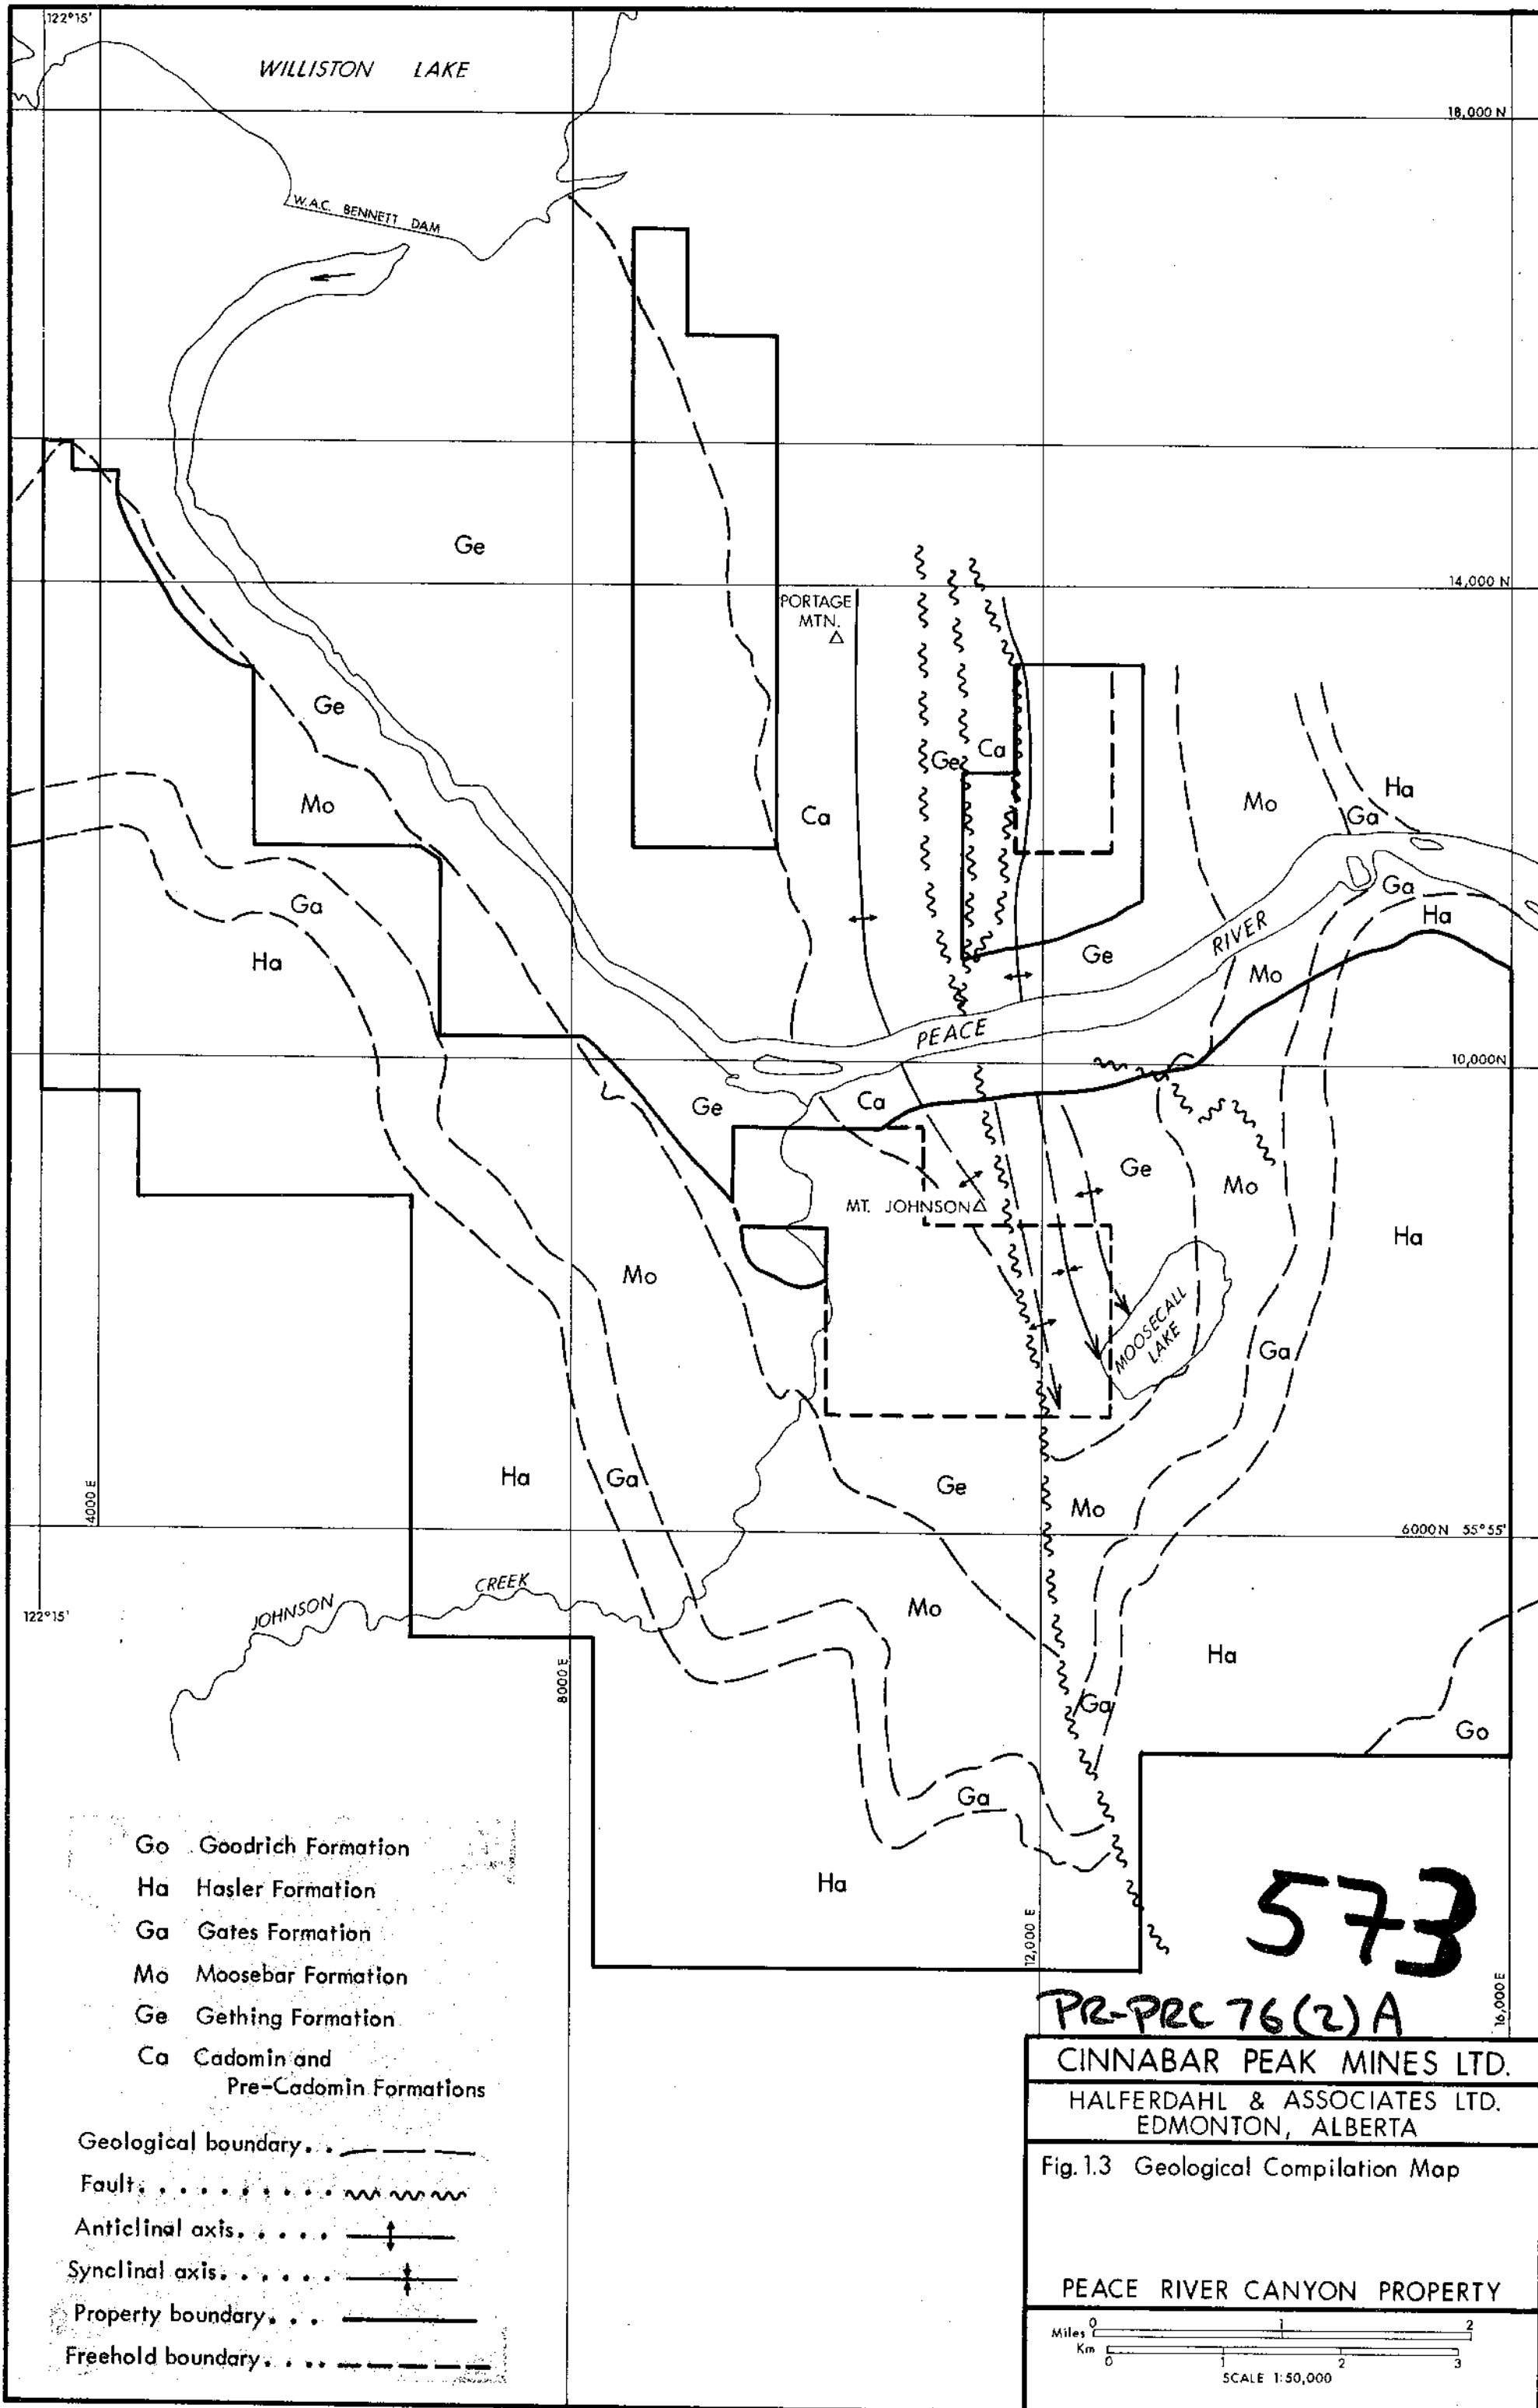 122°15'
WILLISTON LAKE
18,000 N
W.A.C. BENNETT DAM
Ge
14,000 N
PORTAGE
MTN.
Ge
Ca
Ge
Mo
Mo
Ha
Ca
Ga
Ga
Ga
Ha
Ha
RIVER
Ge
Mo
PEACE
10,000N
Ge
Ca
Ge
Mo
MT. JOHNSON
Ha
Mo
MOOSECALL
LAKE
Ga
Ha
Ga
Ge
4000 E
Mo
6000N 55°55'
CREEK
JOHNSON
Mo
122°15'
Ha
8000 E
Ga
Go
Ga
Go Goodrich Formation
Ha Hasler Formation
Ha
Ga Gates Formation
573
12,000 E
Mo Moosebar Formation
16,000 E
Ge Gething Formation
PR-PRC 76(2)A
Ca Cadomin and
Pre-Cadomin Formations
CINNABAR PEAK MINES LTD.
HALFERDAHL & ASSOCIATES LTD.
EDMONTON, ALBERTA
Geological boundary...
Fault..........
Anticlinal axis.....
Synclinal axis......
Property boundary...
Freehold boundary....
Fig. 1.3 Geological Compilation Map
PEACE RIVER CANYON PROPERTY
Miles 0 1 2
Km 0 1 2 3
SCALE 1:50,000